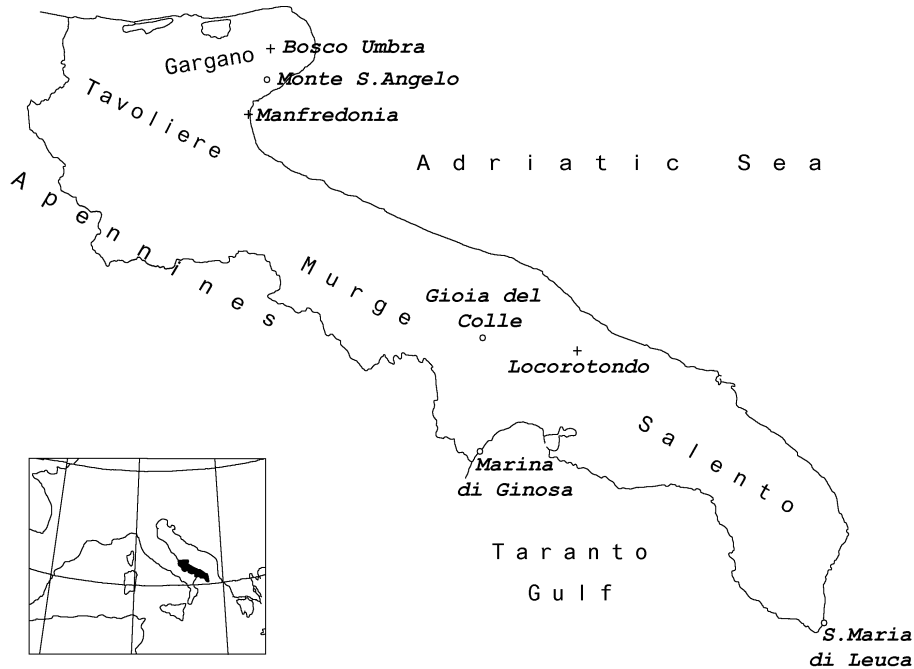 Bosco Umbra
Gargano
Monte S.Angelo
Tavoliere
Manfredonia
Adriatic Sea
Apennines
Murge
Gioia del
Colle
Locorotondo
Salento
Marina
di Ginosa
Taranto
Gulf
S.Maria
di Leuca